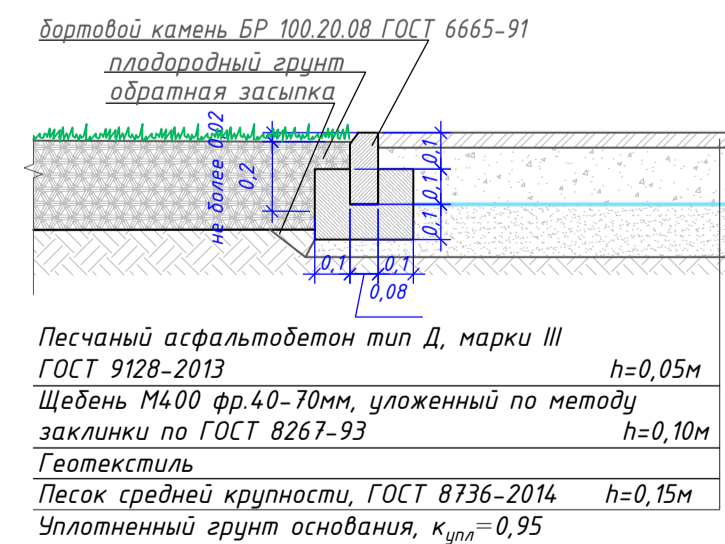 бортовой камень БР 100.20.08 ГОСТ 6665-91
плодородный грунт
обратная засыпка
не более 0,02
0,2
0,1
0,1
0,1
0,1
0,1
0,08
Песчаный асфальтобетон тип Д, марки III
ГОСТ 9128-2013 h=0,05м
Щебень М400 фр.40-70мм, уложенный по методу
заклинки по ГОСТ 8267-93 h=0,10м
Геотекстиль
Песок средней крупности, ГОСТ 8736-2014 h=0,15м
Уплотненный грунт основания, купл=0,95